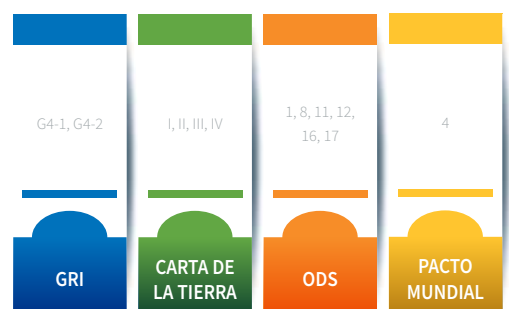 G4-1, G4-2
I, II, III, IV
1, 8, 11, 12,
16, 17
4
GRI
CARTA DE
LA TIERRA
ODS
PACTO
MUNDIAL